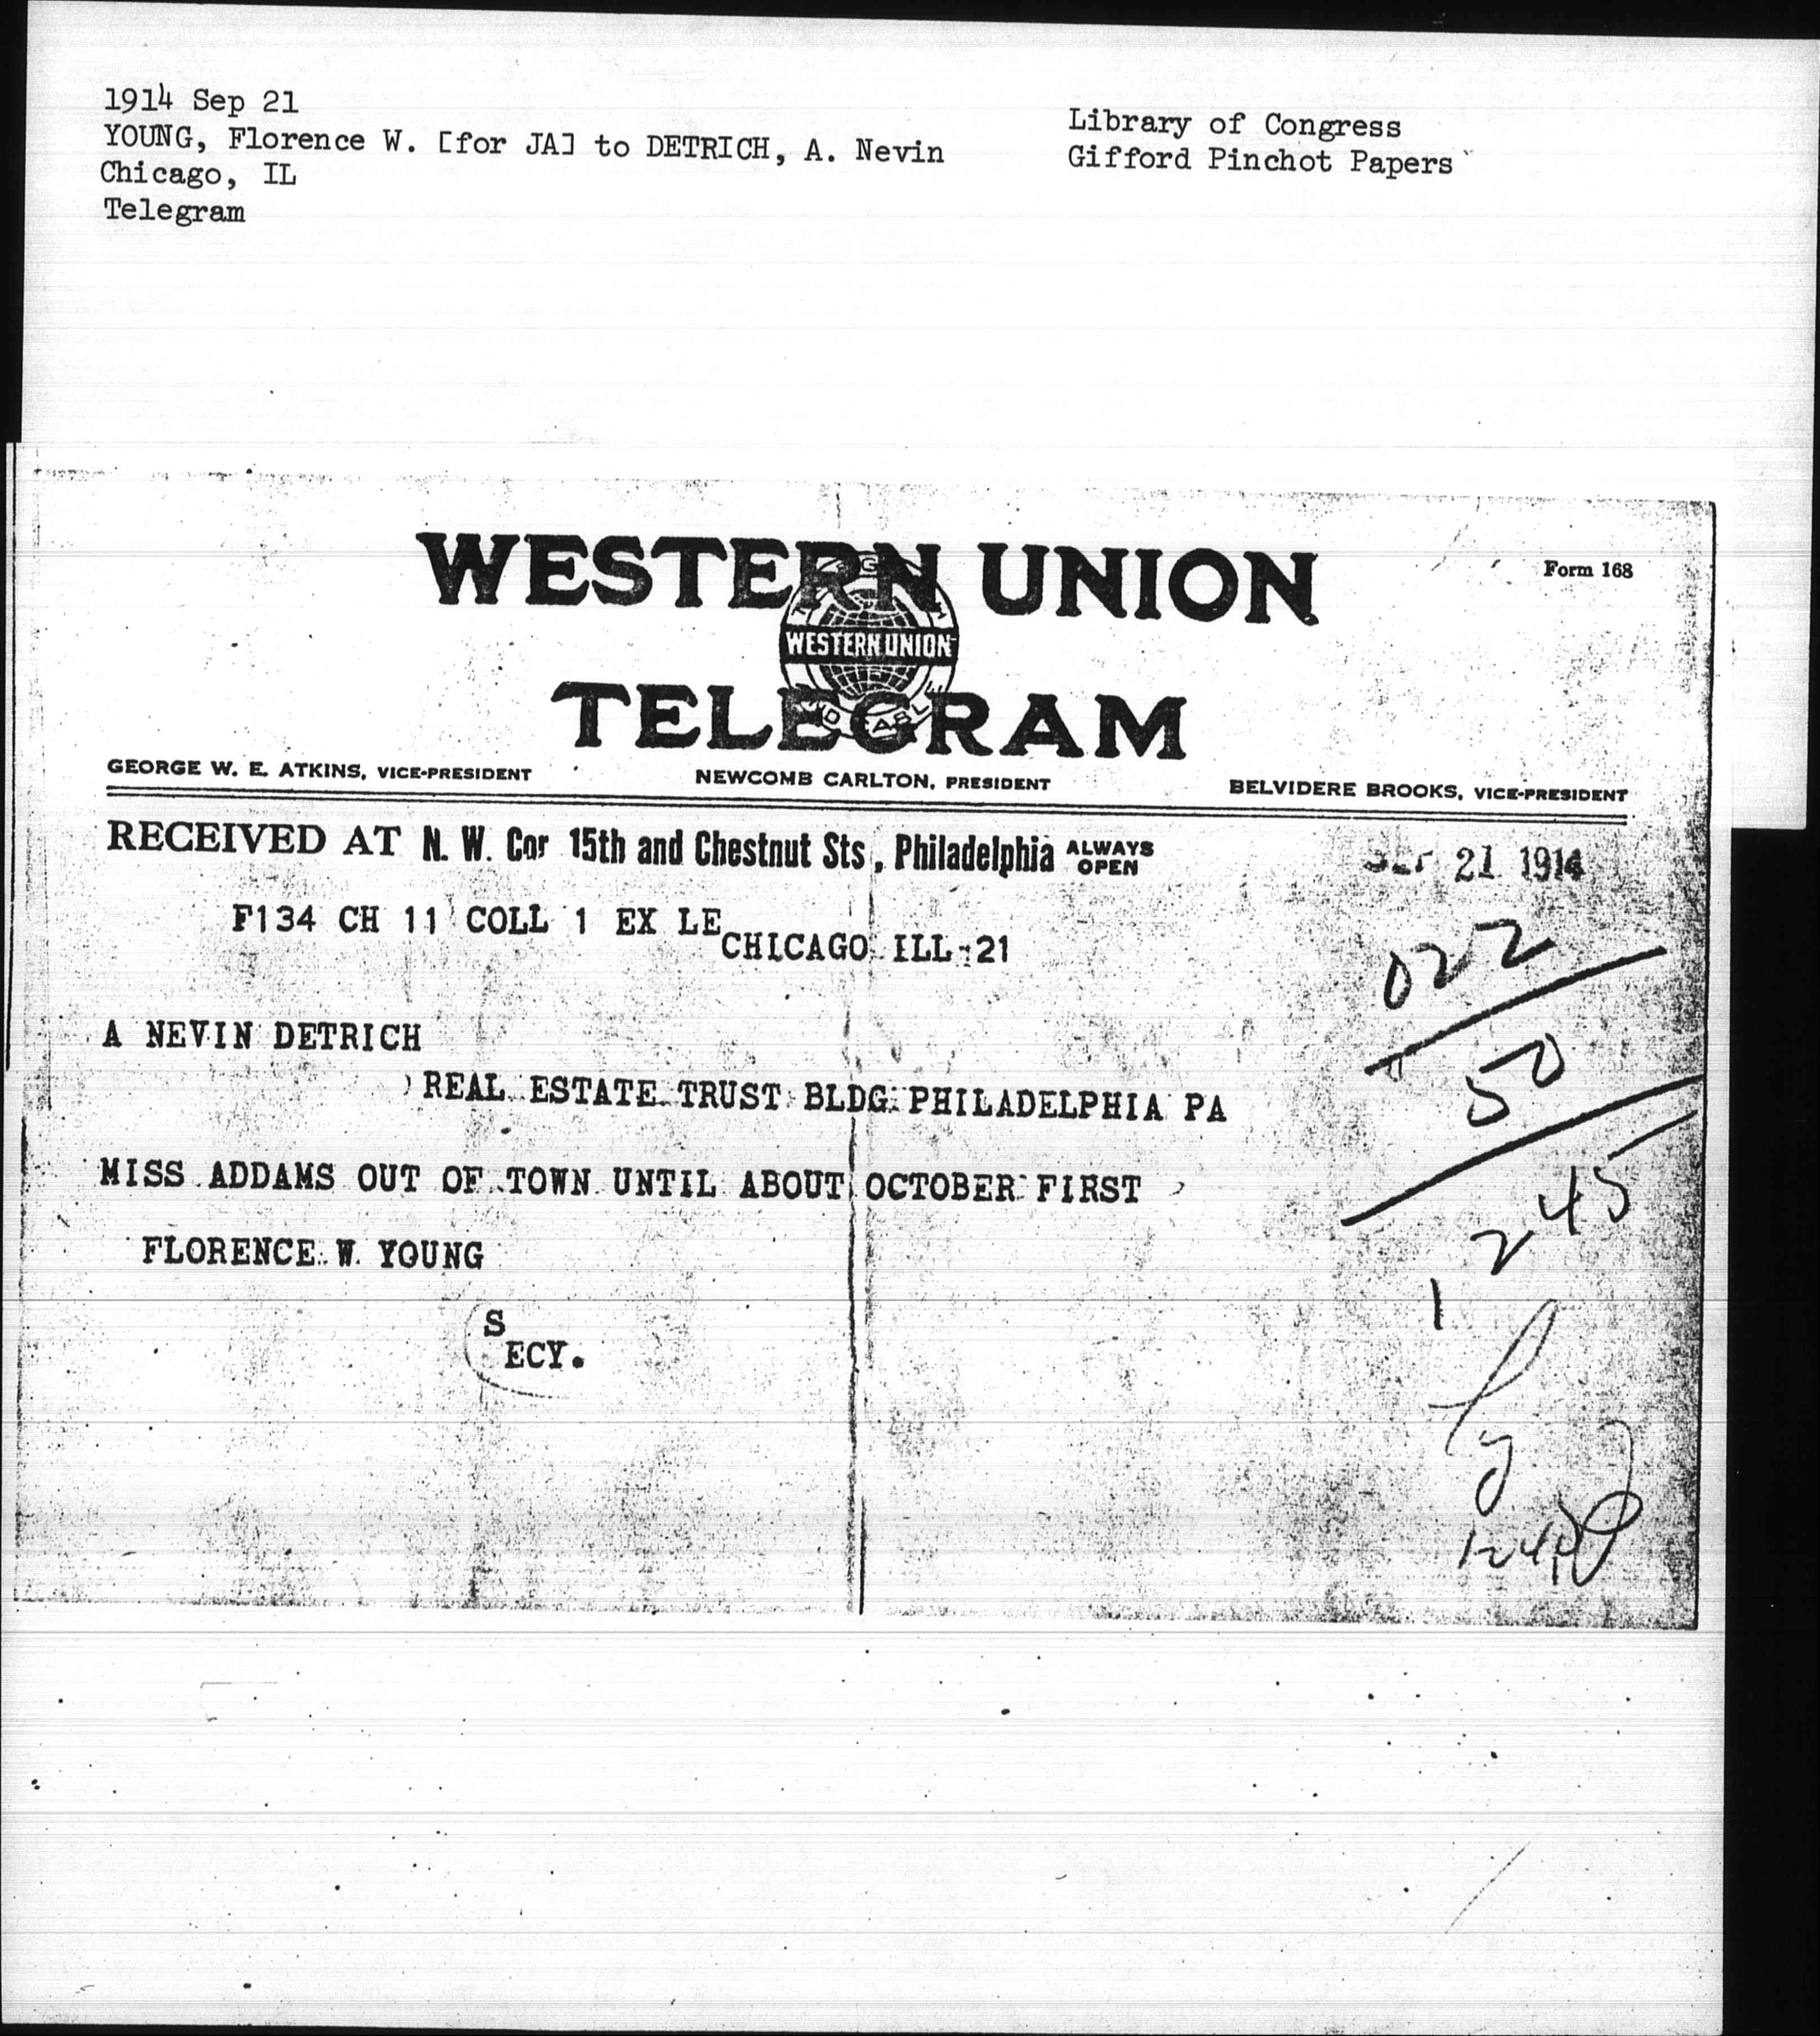 1914 Sep 21
YOUNG, Florence W. [for JA] to DETRICH, A. Nevin
Chicago, IL
Telegram
Library of Congress
Gifford Pinchot Papers
WESTERN UNION
Form 168
WESTERN UNION
TELEGRAM
GEORGE W. E. ATKINS, VICE-PRESIDENT
NEWCOMB CARLTON, PRESIDENT
BELVIDERE BROOKS, VICE-PRESIDENT
RECEIVED AT N. W. Cor 15th and Chestnut Sts, Philadelphia ALWAYS OPEN
21 1914
F134 CH 11 COLL 1 EX LE
CHICAGO ILL 21
022
A NEVIN DETRICH
50
REAL ESTATE TRUST BLDG PHILADELPHIA PA
MISS ADDAMS OUT OF TOWN UNTIL ABOUT OCTOBER FIRST
1 245
FLORENCE W. YOUNG
SECY.